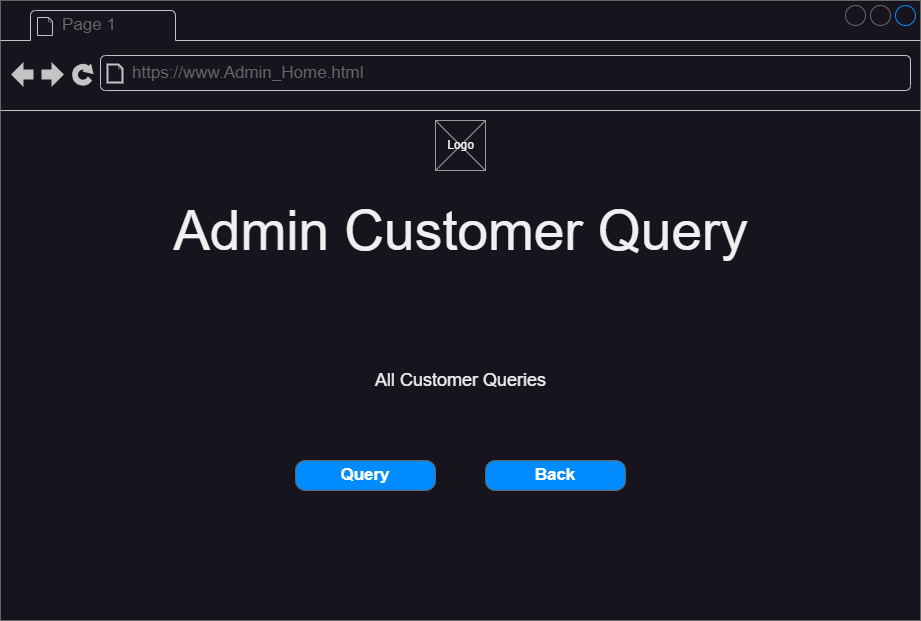 Page 1
https://www.Admin_Home.html
Logo
Admin Customer Query
All Customer Queries
Query
Back